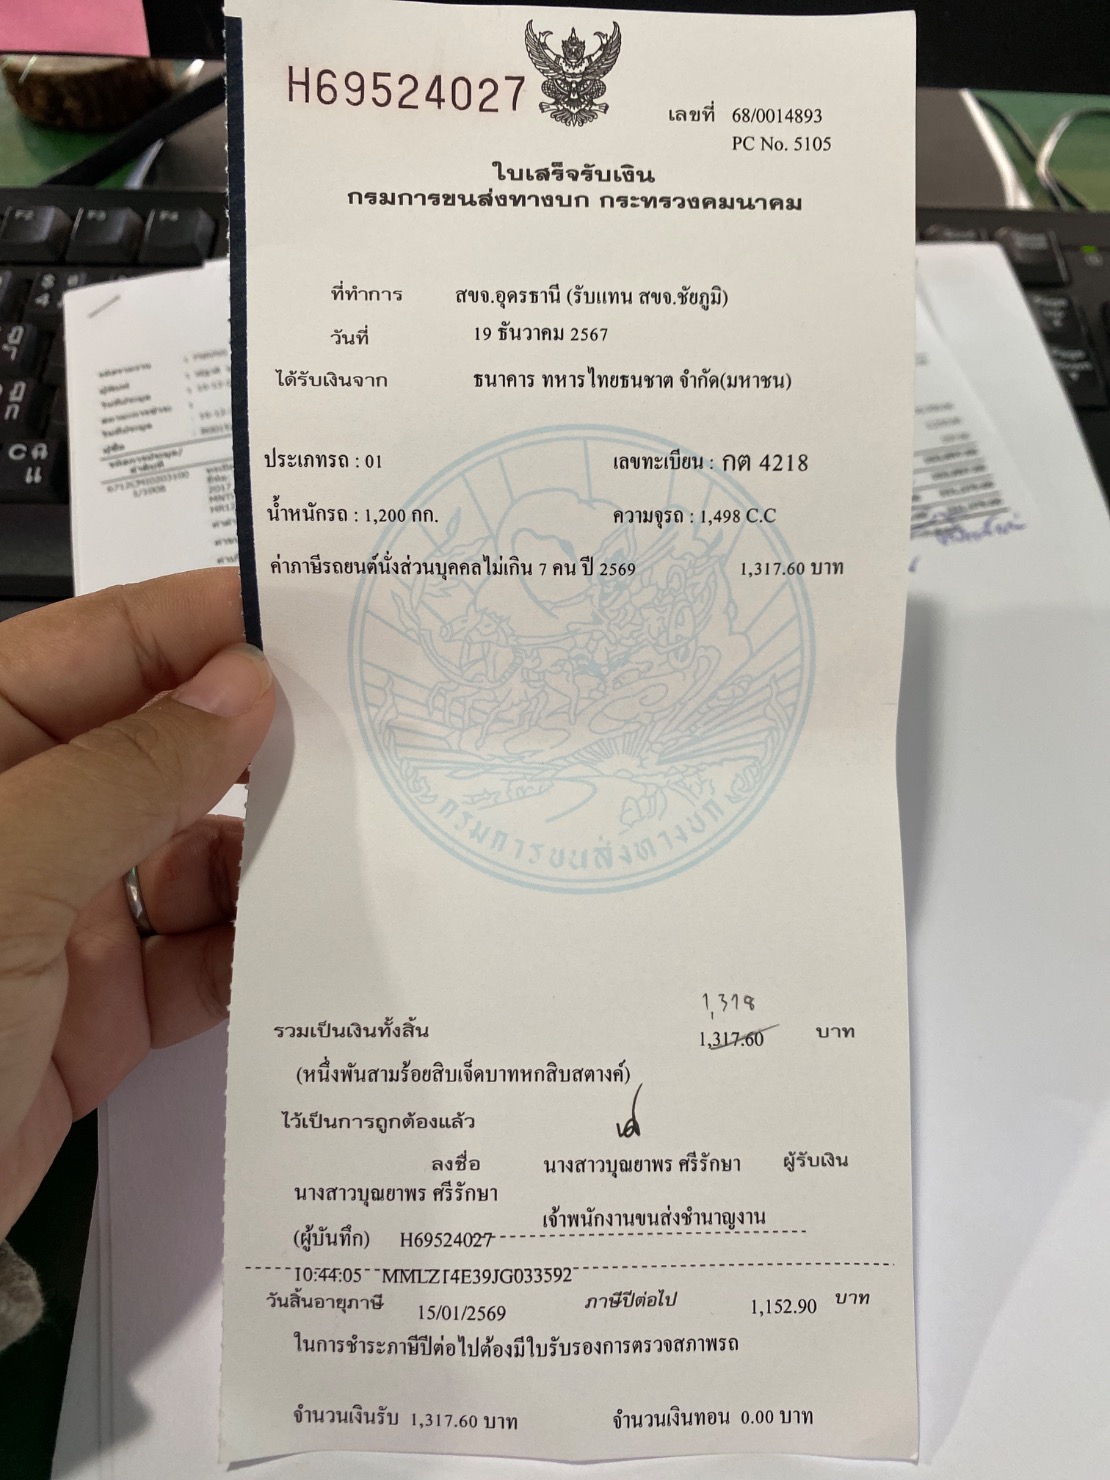 H69524027
เลขที่ 68/0014893
PC No. 5105
ใบเสร็จรับเงิน
กรมการขนส่งทางบก กระทรวงคมนาคม
ที่ทำการ สขจ.อุดรธานี (รับแทน สขจ.ชัยภูมิ)
วันที่ 19 ธันวาคม 2567
ได้รับเงินจาก ธนาคาร ทหารไทยธนชาต จำกัด(มหาชน)
ประเภทรถ : 01 เลขทะเบียน : กต 4218
น้ำหนักรถ : 1,200 กก. ความจุรถ : 1,498 C.C
ค่าภาษีรถยนต์นั่งส่วนบุคคลไม่เกิน 7 คน ปี 2569 1,317.60 บาท
กรมการขนส่งทางบก
1,318
รวมเป็นเงินทั้งสิ้น 1,317.60 บาท
(หนึ่งพันสามร้อยสิบเจ็ดบาทหกสิบสตางค์)
ไว้เป็นการถูกต้องแล้ว
ลงชื่อ นางสาวบุณยาพร ศรีรักษา ผู้รับเงิน
นางสาวบุณยาพร ศรีรักษา
เจ้าพนักงานขนส่งชำนาญงาน
(ผู้บันทึก) H69524027
10:44:05 MMLZT4E39JG033592
วันสิ้นอายุภาษี 15/01/2569 ภาษีปีต่อไป 1,152.90 บาท
ในการชำระภาษีปีต่อไปต้องมีใบรับรองการตรวจสภาพรถ
จำนวนเงินรับ 1,317.60 บาท จำนวนเงินทอน 0.00 บาท